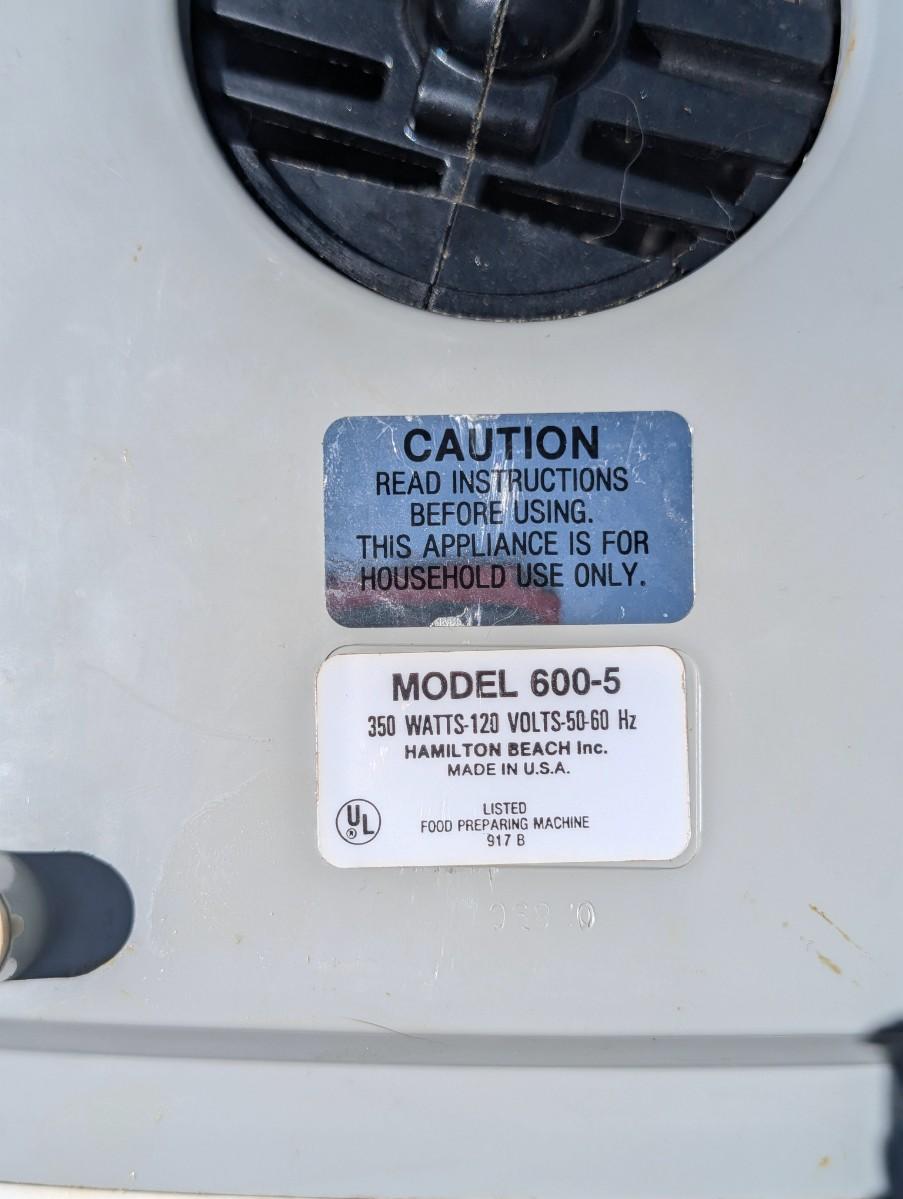 CAUTION
READ INSTRUCTIONS
BEFORE USING.
THIS APPLIANCE IS FOR
HOUSEHOLD USE ONLY.
MODEL 600-5
350 WATTS-120 VOLTS-50-60 Hz
HAMILTON BEACH Inc.
MADE IN U.S.A.
UL
®
LISTED
FOOD PREPARING MACHINE
917 B